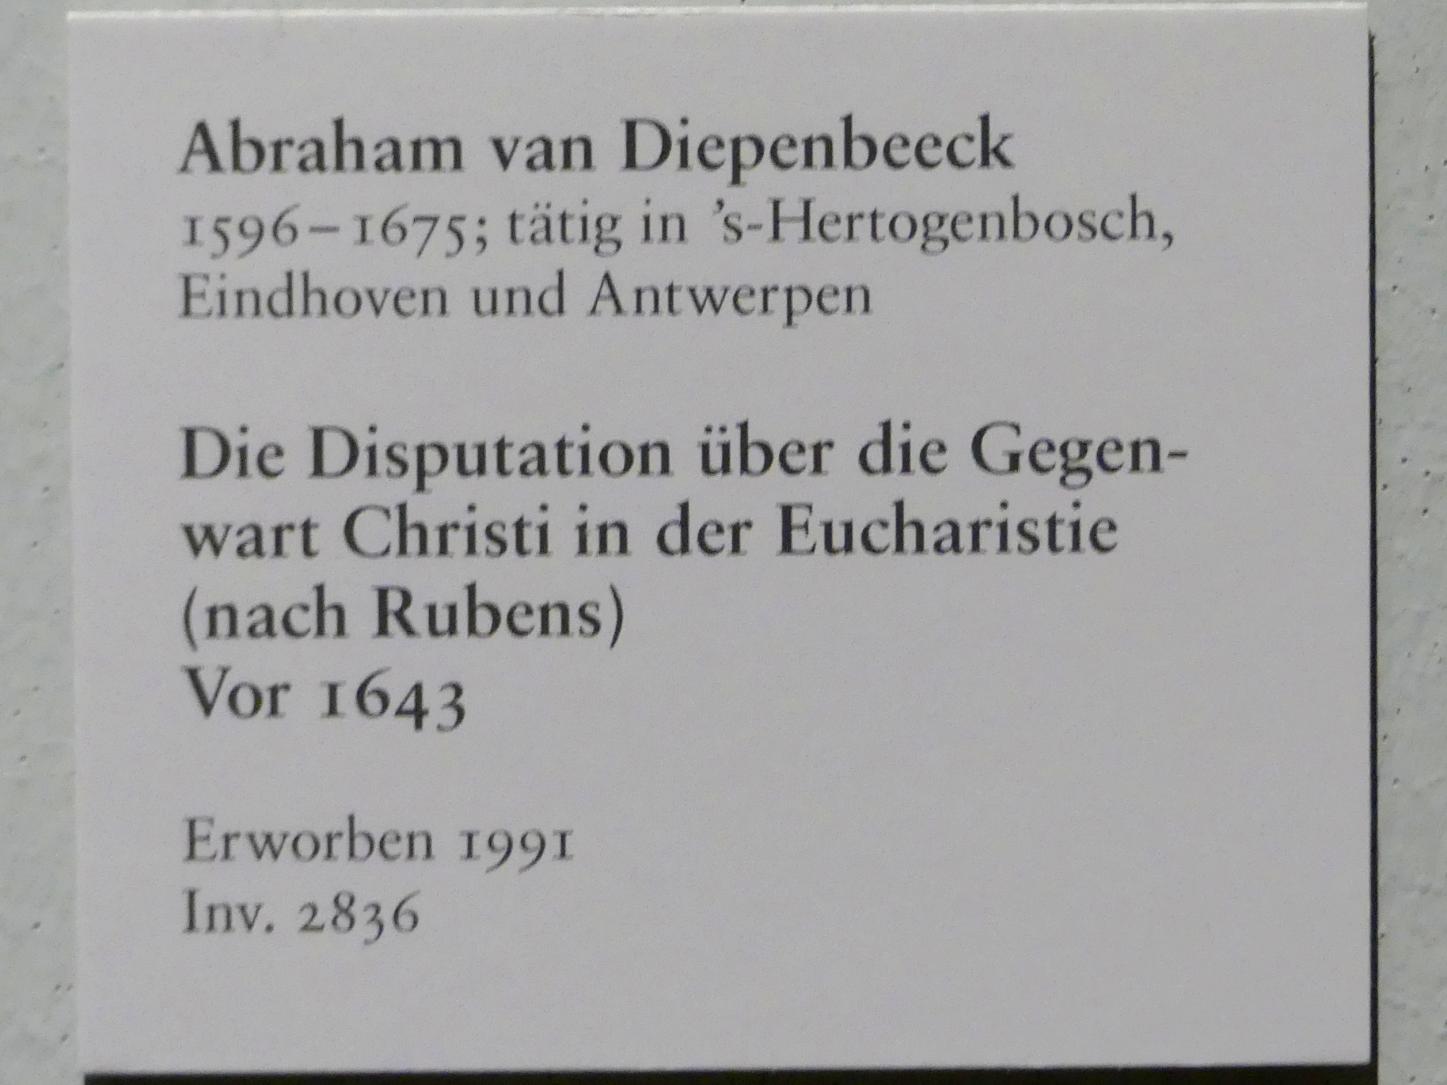 Abraham van Diepenbeeck
1596–1675; tätig in ’s-Hertogenbosch,
Eindhoven und Antwerpen
Die Disputation über die Gegen-
wart Christi in der Eucharistie
(nach Rubens)
Vor 1643
Erworben 1991
Inv. 2836